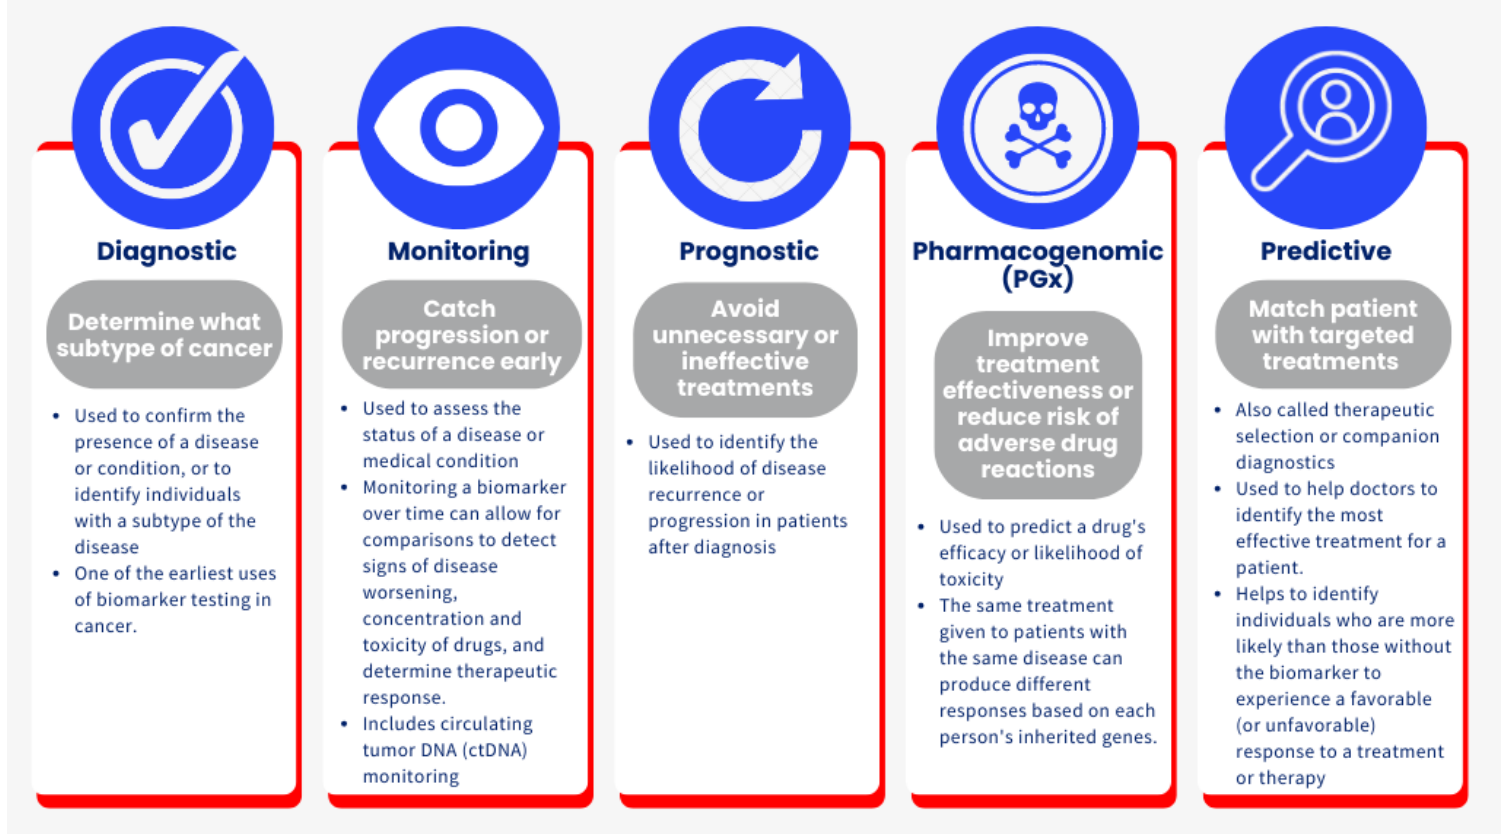 Diagnostic
Determine what
subtype of cancer
• Used to confirm the
presence of a disease
or condition, or to
identify individuals
with a subtype of the
disease
• One of the earliest uses
of biomarker testing in
cancer.
Monitoring
Catch
progression or
recurrence early
• Used to assess the
status of a disease or
medical condition
• Monitoring a biomarker
over time can allow for
comparisons to detect
signs of disease
worsening,
concentration and
toxicity of drugs, and
determine therapeutic
response.
• Includes circulating
tumor DNA (ctDNA)
monitoring
Prognostic
Avoid
unnecessary or
ineffective
treatments
• Used to identify the
likelihood of disease
recurrence or
progression in patients
after diagnosis
Pharmacogenomic
(PGx)
Improve
treatment
effectiveness or
reduce risk of
adverse drug
reactions
• Used to predict a drug's
efficacy or likelihood of
toxicity
• The same treatment
given to patients with
the same disease can
produce different
responses based on each
person's inherited genes.
Predictive
Match patient
with targeted
treatments
• Also called therapeutic
selection or companion
diagnostics
• Used to help doctors to
identify the most
effective treatment for a
patient.
• Helps to identify
individuals who are more
likely than those without
the biomarker to
experience a favorable
(or unfavorable)
response to a treatment
or therapy